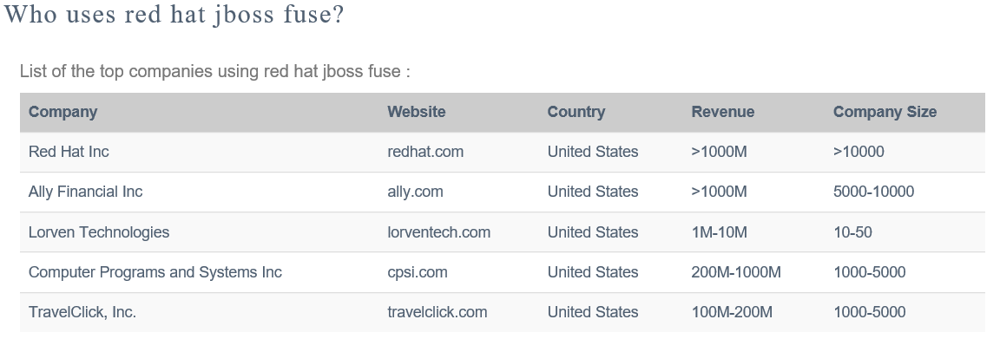 Who uses red hat jboss fuse?
List of the top companies using red hat jboss fuse :
Company Website Country Revenue Company Size
Red Hat Inc redhat.com United States >1000M >10000
Ally Financial Inc ally.com United States >1000M 5000-10000
Lorven Technologies lorventech.com United States 1M-10M 10-50
Computer Programs and Systems Inc cpsi.com United States 200M-1000M 1000-5000
TravelClick, Inc. travelclick.com United States 100M-200M 1000-5000